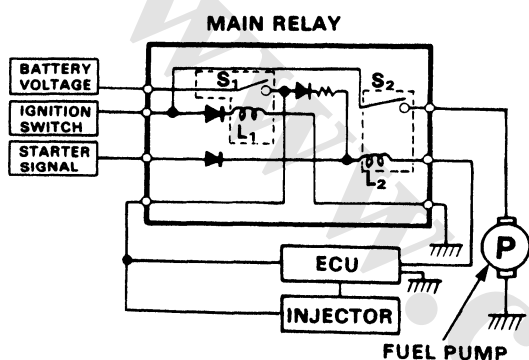 MAIN RELAY
BATTERY
VOLTAGE
IGNITION
SWITCH
STARTER
SIGNAL
S1
L1
S2
L2
ECU
INJECTOR
P
FUEL PUMP